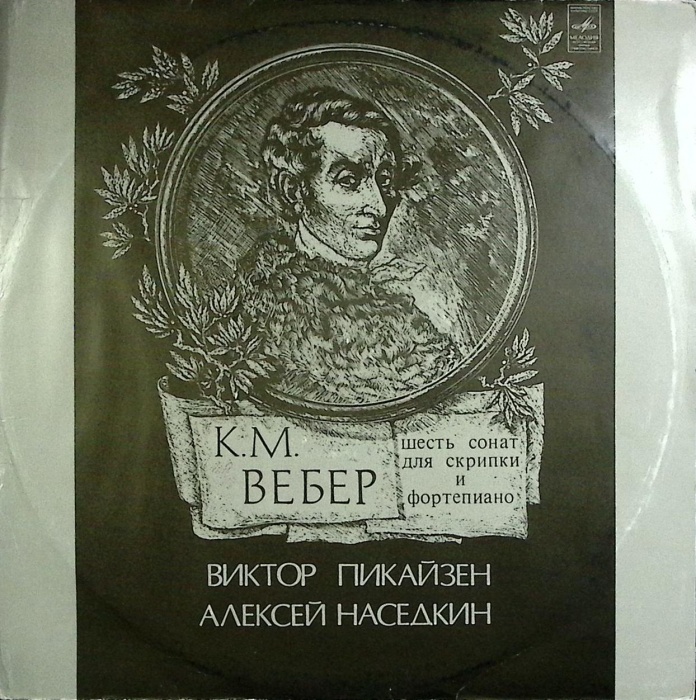 МЕЛОДИЯ
К.М.
ВЕБЕР
шесть сонат
для скрипки
и
фортепиано
ВИКТОР ПИКАЙЗЕН
АЛЕКСЕЙ НАСЕДКИН